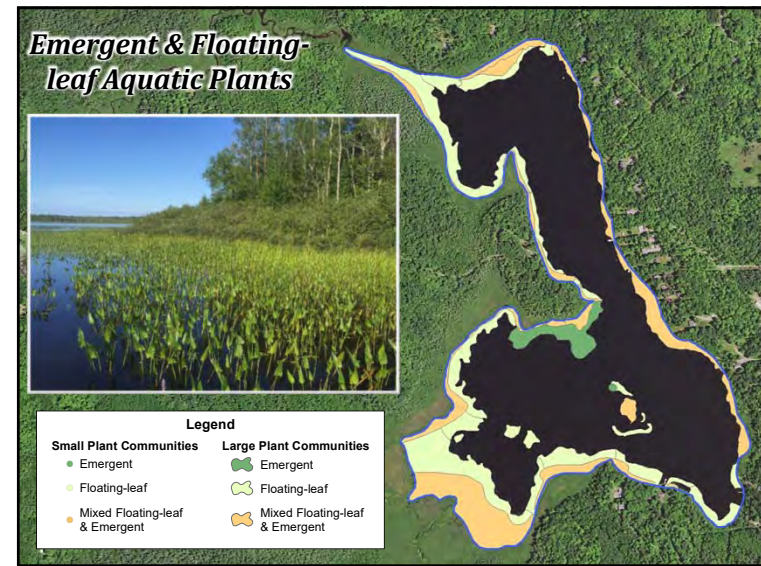 Emergent & Floating-
leaf Aquatic Plants
Legend
Small Plant Communities
Emergent
Floating-leaf
Mixed Floating-leaf
& Emergent
Large Plant Communities
Emergent
Floating-leaf
Mixed Floating-leaf
& Emergent